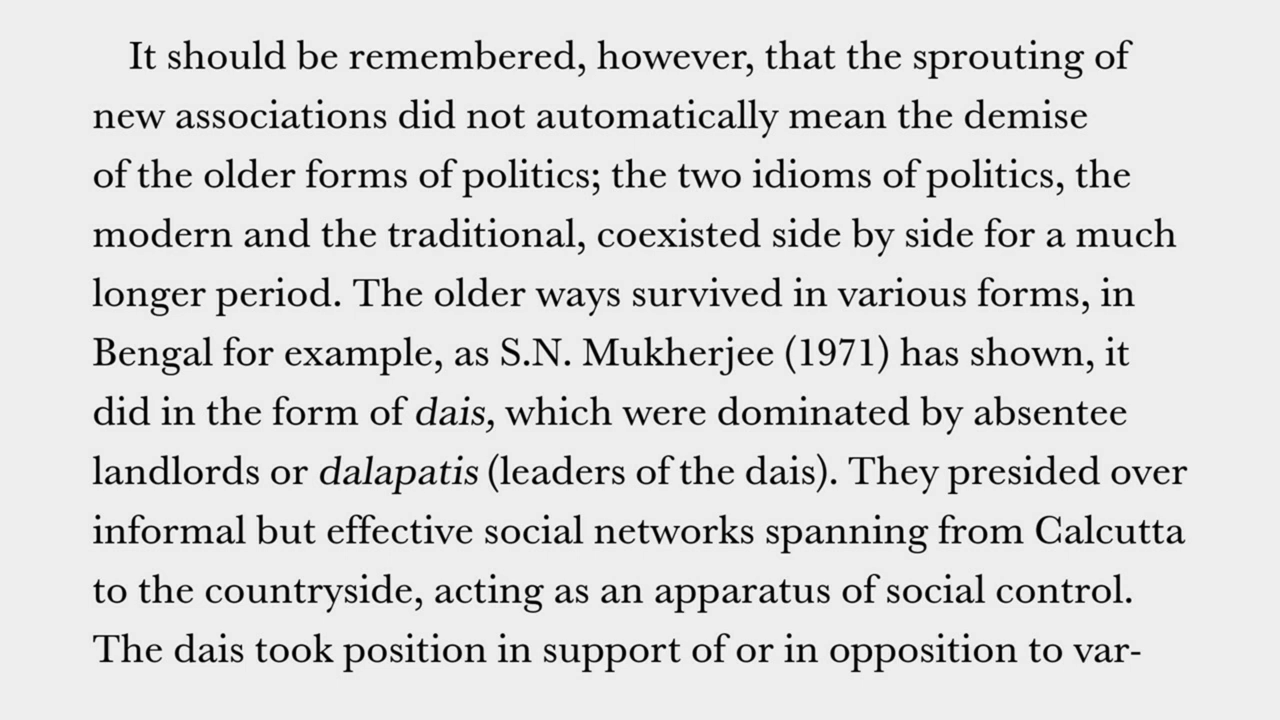 It should be remembered, however, that the sprouting of
new associations did not automatically mean the demise
of the older forms of politics; the two idioms of politics, the
modern and the traditional, coexisted side by side for a much
longer period. The older ways survived in various forms, in
Bengal for example, as S.N. Mukherjee (1971) has shown, it
did in the form of dais, which were dominated by absentee
landlords or dalapatis (leaders of the dais). They presided over
informal but effective social networks spanning from Calcutta
to the countryside, acting as an apparatus of social control.
The dais took position in support of or in opposition to var-